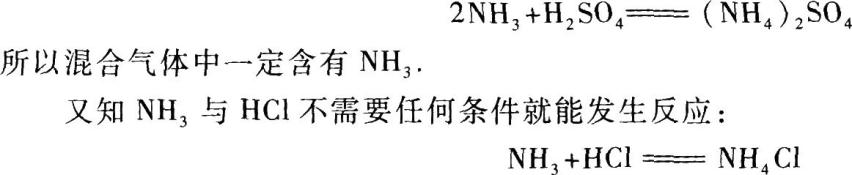 2NH₃+H₂SO₄══(NH₄)₂SO₄
所以混合气体中一定含有 NH₃.
又知 NH₃ 与 HCl 不需要任何条件就能发生反应：
NH₃+HCl══NH₄Cl